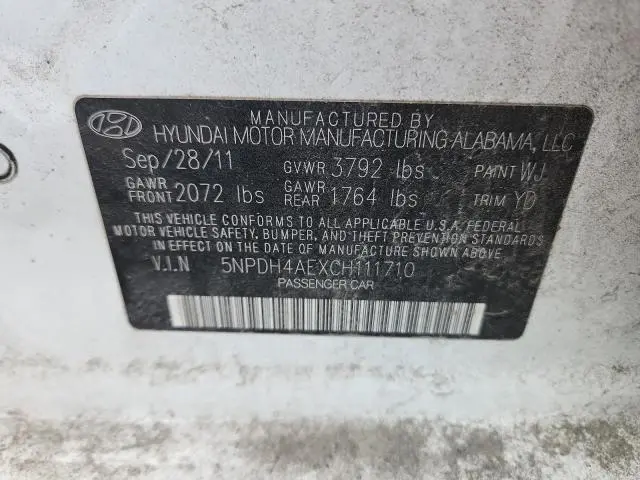 MANUFACTURED BY
HYUNDAI MOTOR MANUFACTURING ALABAMA, LLC
Sep/28/11 GVWR 3792 lbs PAINT WJ
GAWR FRONT 2072 lbs GAWR REAR 1764 lbs TRIM YD
THIS VEHICLE CONFORMS TO ALL APPLICABLE U.S.A. FEDERAL
MOTOR VEHICLE SAFETY, BUMPER, AND THEFT PREVENTION STANDARDS
IN EFFECT ON THE DATE OF MANUFACTURE SHOWN ABOVE.
V.I.N 5NPDH4AEXCH111710
PASSENGER CAR